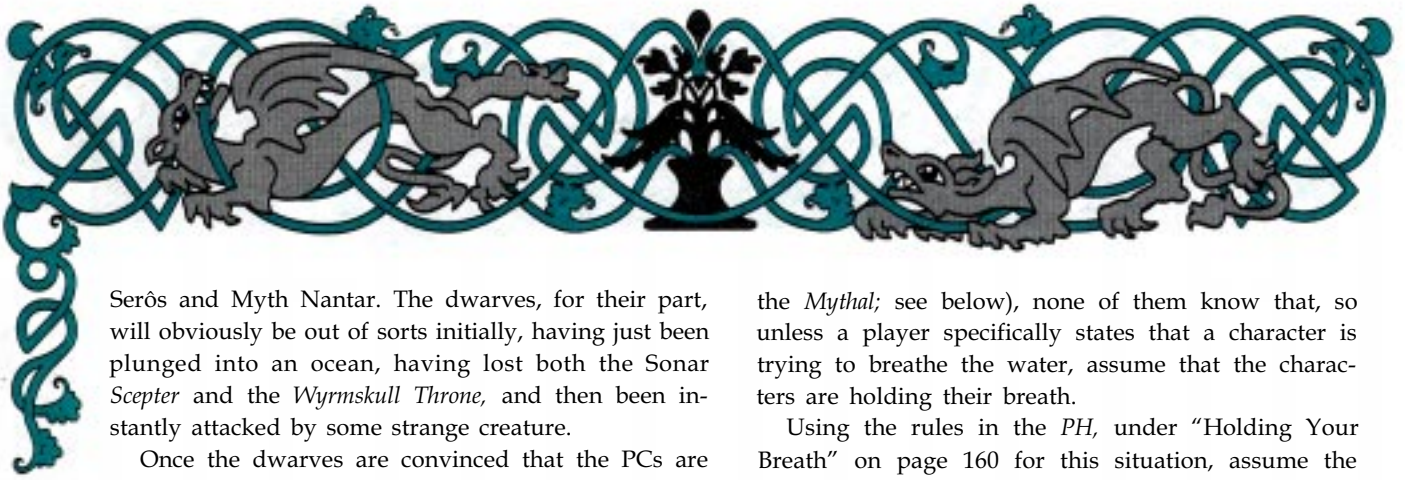 Serôs and Myth Nantar. The dwarves, for their part,
will obviously be out of sorts initially, having just been
plunged into an ocean, having lost both the Sonar
Scepter and the Wyrmskull Throne, and then been in-
stantly attacked by some strange creature.
Once the dwarves are convinced that the PCs are
the Mythal; see below), none of them know that, so
unless a player specifically states that a character is
trying to breathe the water, assume that the charac-
ters are holding their breath.
Using the rules in the PH, under “Holding Your
Breath” on page 160 for this situation, assume the